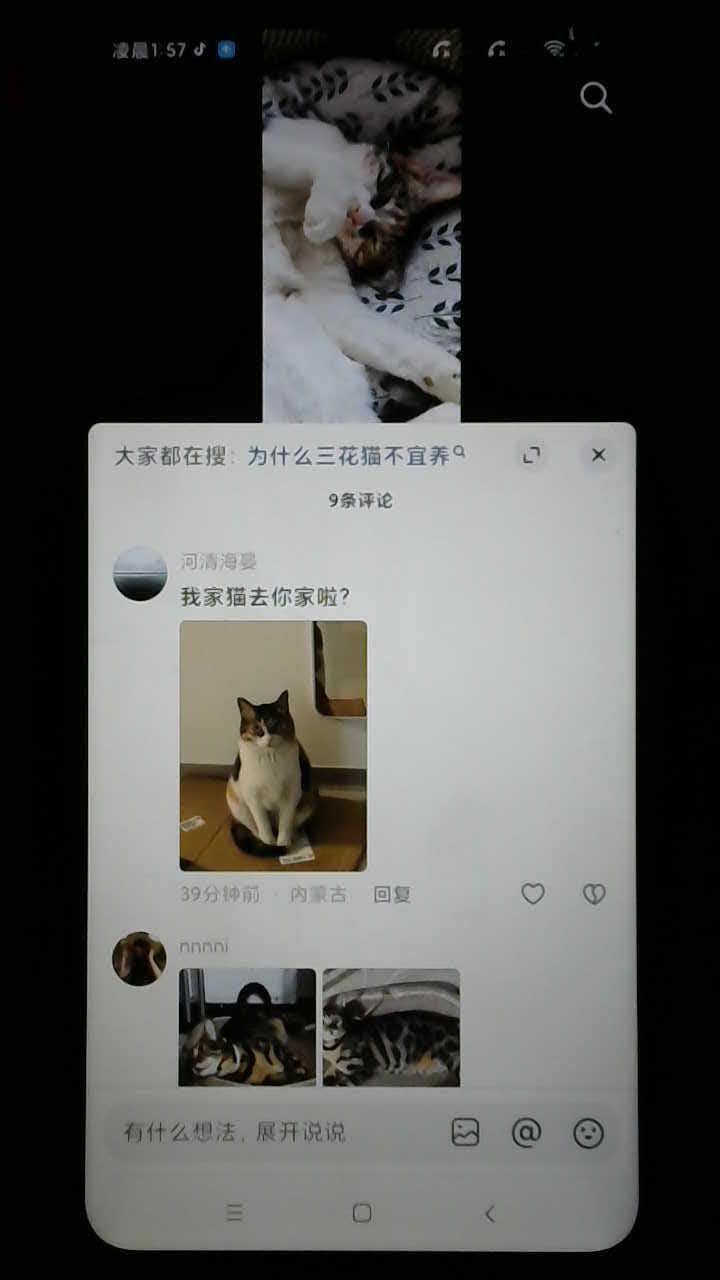 凌晨1:57
大家都在搜：为什么三花猫不宜养
9条评论
河清海晏
我家猫去你家啦？
39分钟前 · 内蒙古 回复
nnnni
有什么想法，展开说说